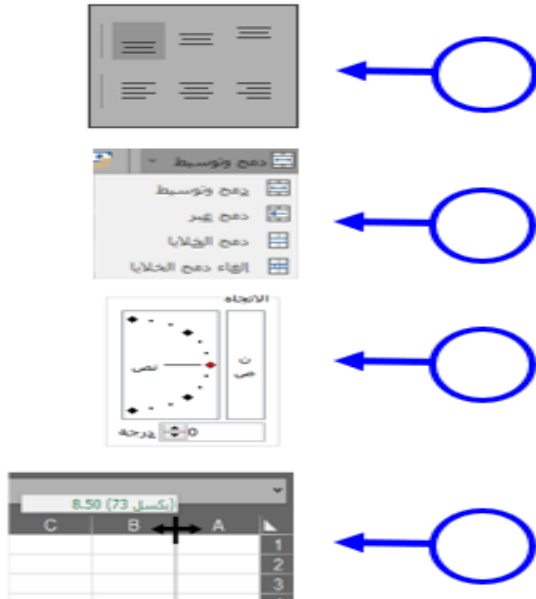 دمج وتوسيط
دمج وتوسيط
دمج عبر
دمج الخلايا
إلغاء دمج الخلايا
الاتجاه
نص
ن
ص
0 درجة
8.50 (73 بكسل)
A B C
1
2
3